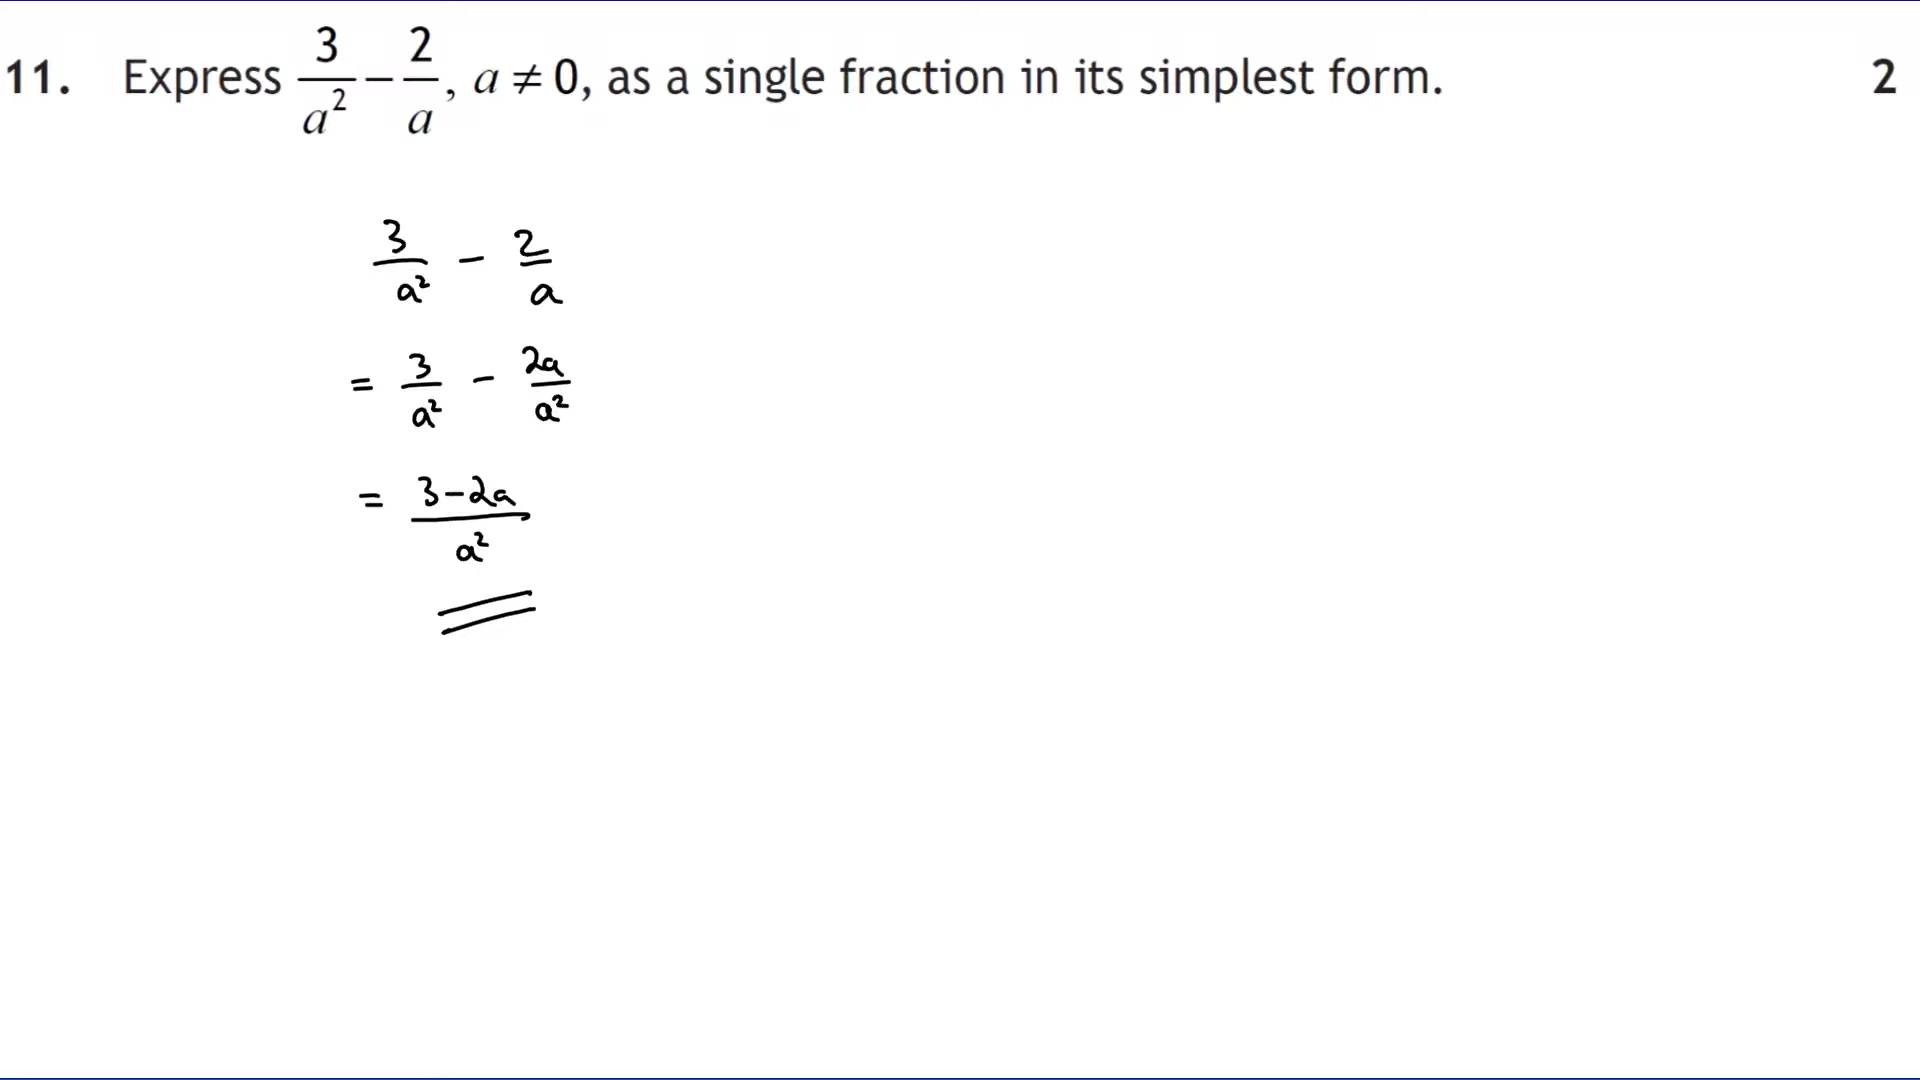 11. Express 3/a² − 2/a, a ≠ 0, as a single fraction in its simplest form. 2
3/a² − 2/a
= 3/a² − 2a/a²
= (3−2a)/a²